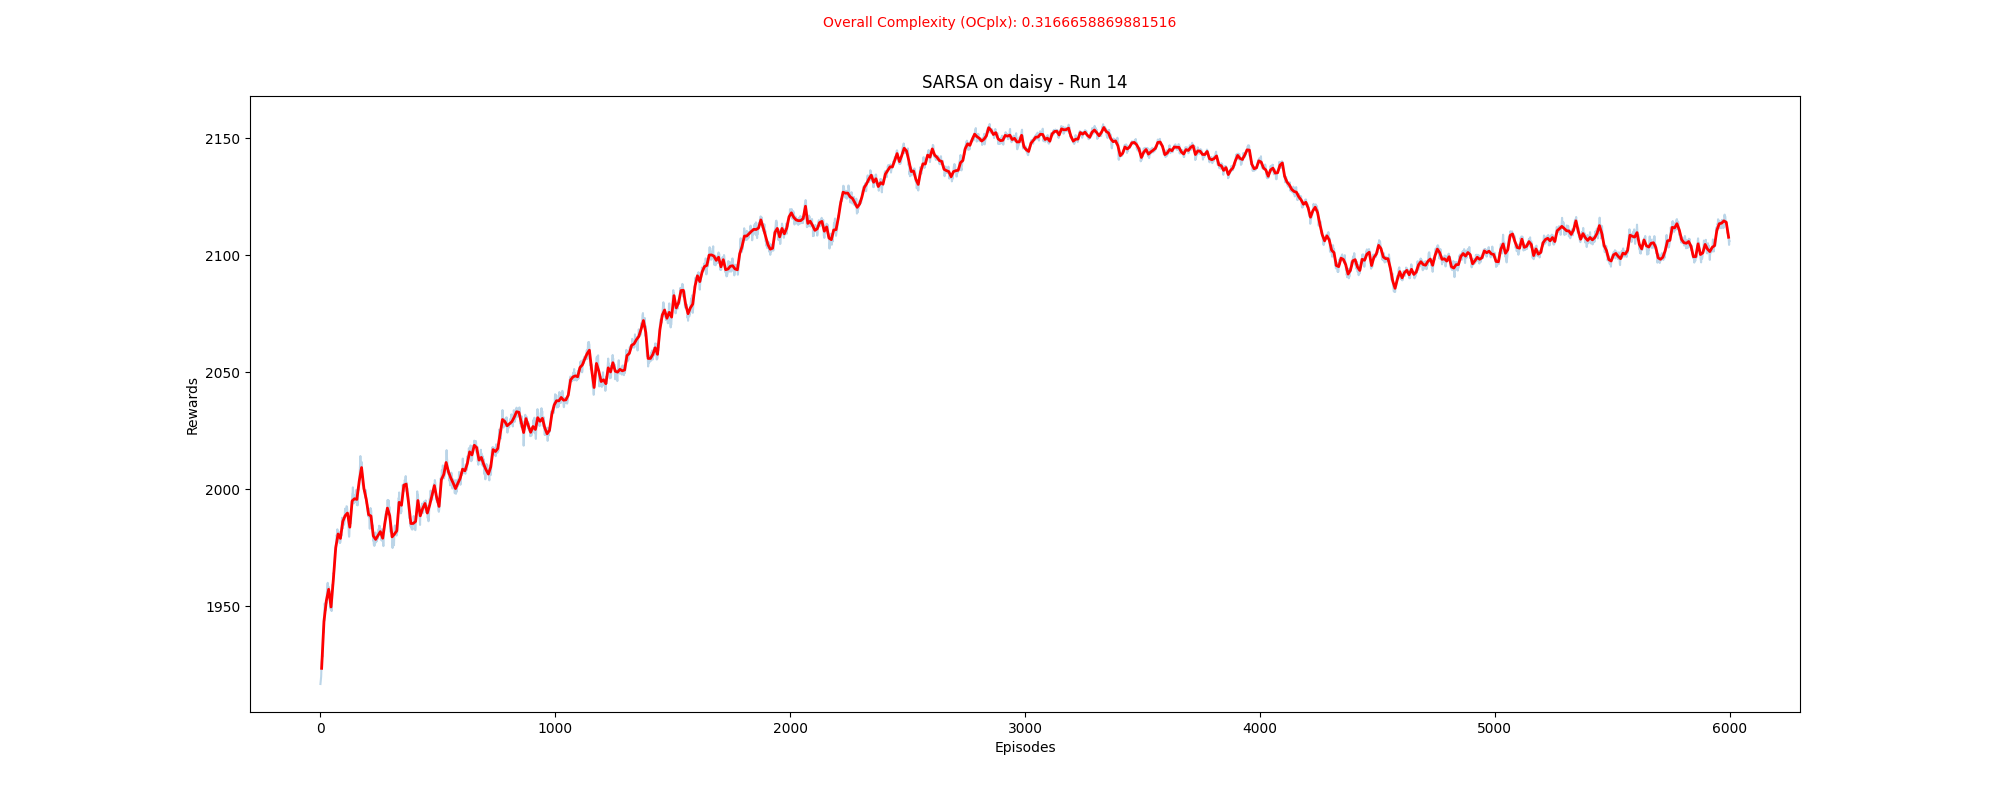 Overall Complexity (OCplx): 0.3166658869881516
SARSA on daisy - Run 14
2150
2100
2050
2000
1950
Rewards
0 1000 2000 3000 4000 5000 6000
Episodes